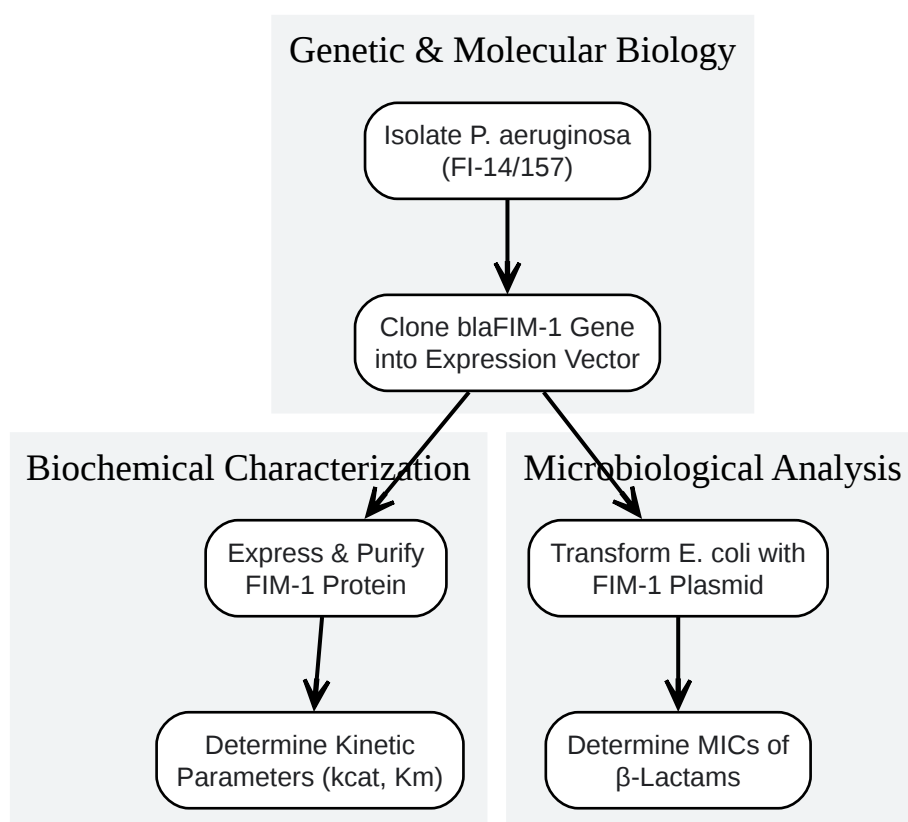 Genetic & Molecular Biology
Isolate P. aeruginosa
(FI-14/157)
Clone blaFIM-1 Gene
into Expression Vector
Biochemical Characterization
Express & Purify
FIM-1 Protein
Determine Kinetic
Parameters (kcat, Km)
Microbiological Analysis
Transform E. coli with
FIM-1 Plasmid
Determine MICs of
β-Lactams